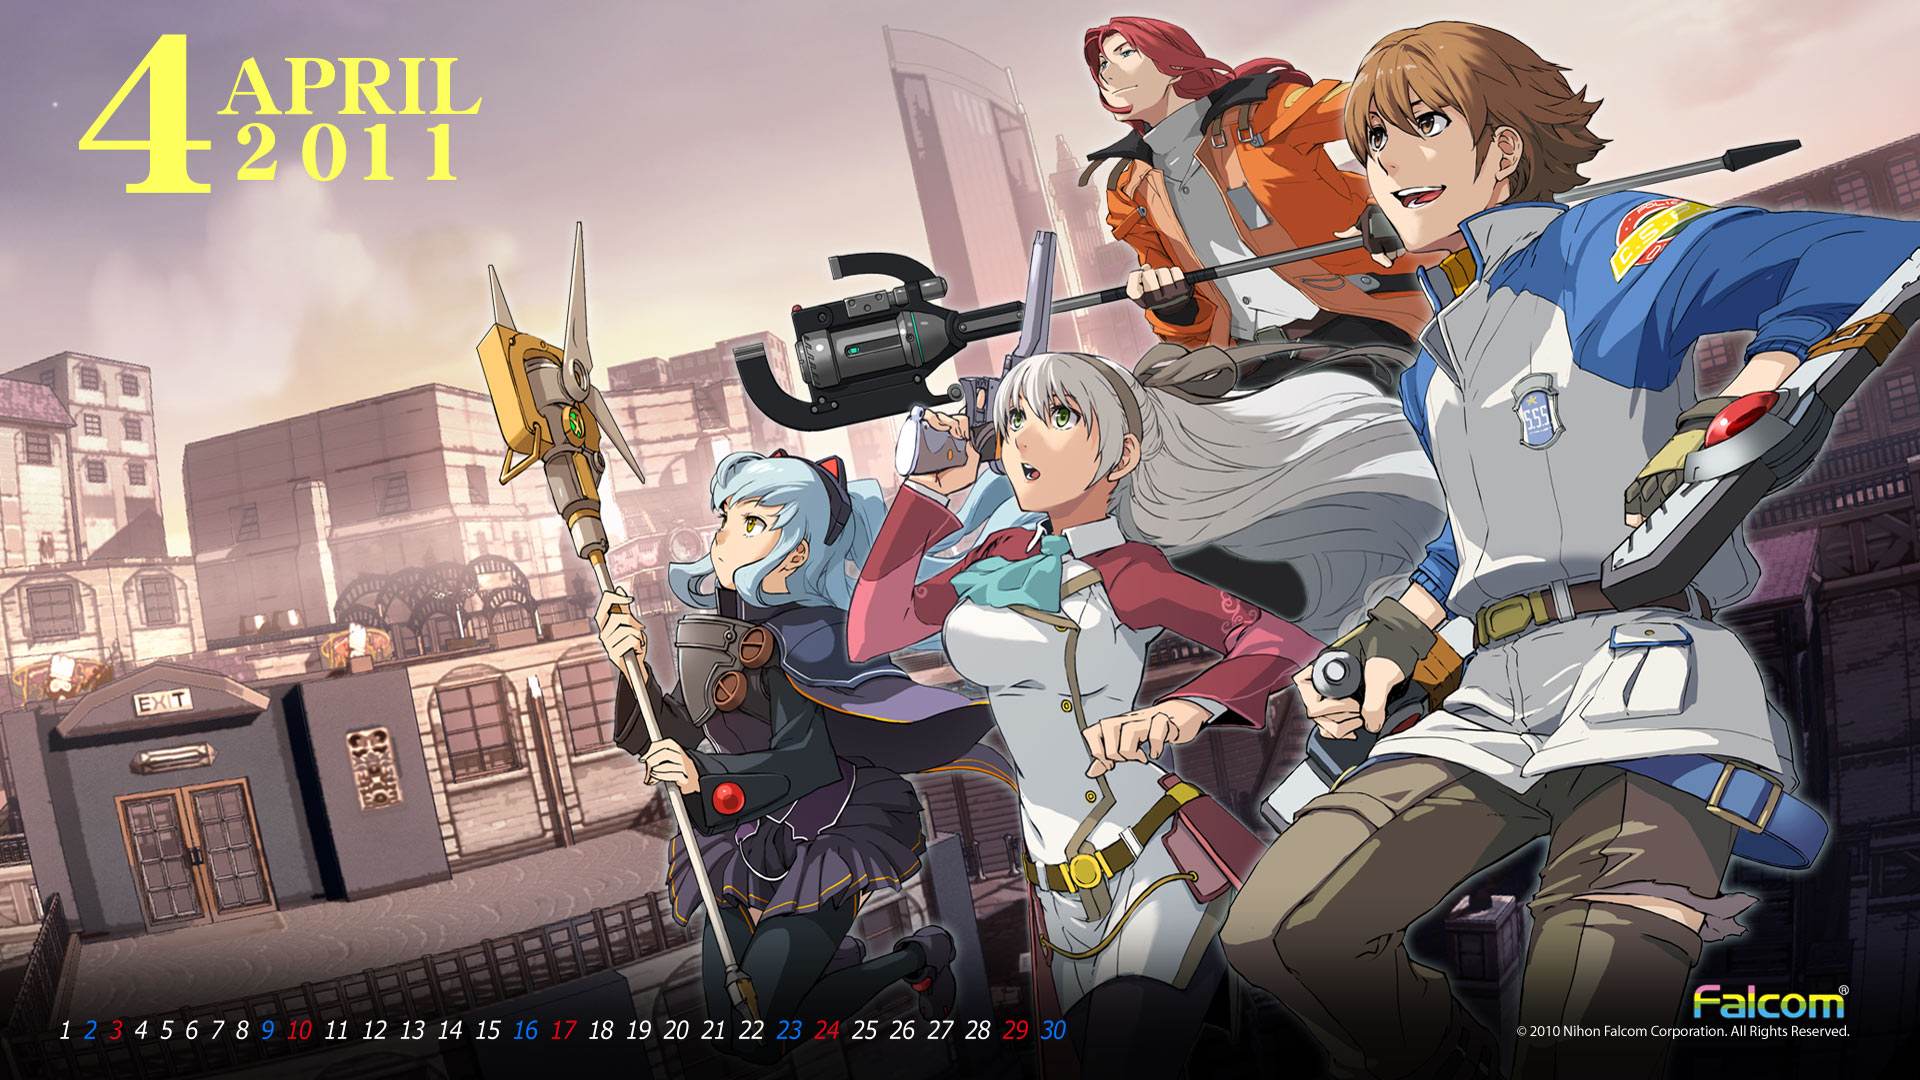 4
APRIL
2011
POLICE
C.S.P.D
S.S.S.
EXIT
1 2 3 4 5 6 7 8 9 10 11 12 13 14 15 16 17 18 19 20 21 22 23 24 25 26 27 28 29 30
Falcom®
© 2010 Nihon Falcom Corporation. All Rights Reserved.